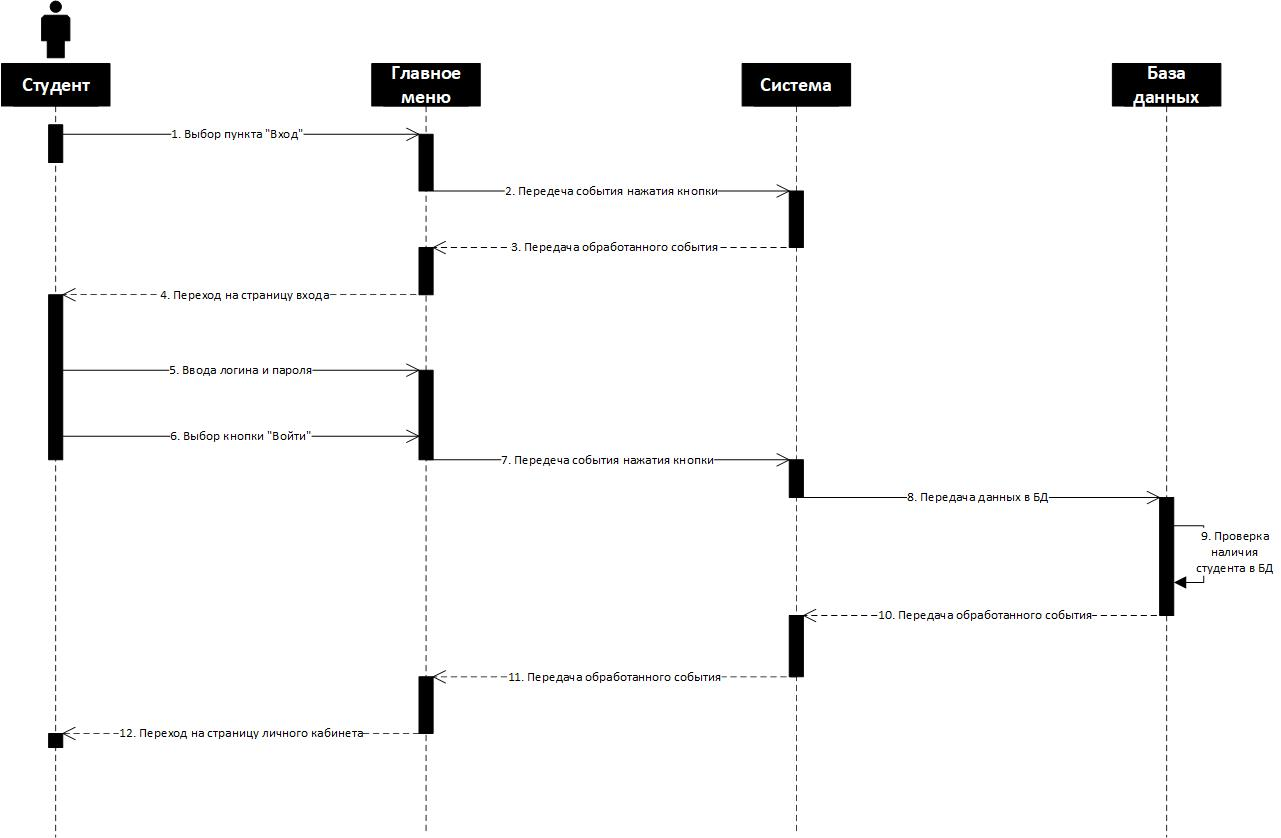 Студент
Главное
меню
Система
База
данных
1. Выбор пункта "Вход"
2. Передеча события нажатия кнопки
3. Передача обработанного события
4. Переход на страницу входа
5. Ввода логина и пароля
6. Выбор кнопки "Войти"
7. Передеча события нажатия кнопки
8. Передача данных в БД
9. Проверка
наличия
студента в БД
10. Передача обработанного события
11. Передача обработанного события
12. Переход на страницу личного кабинета